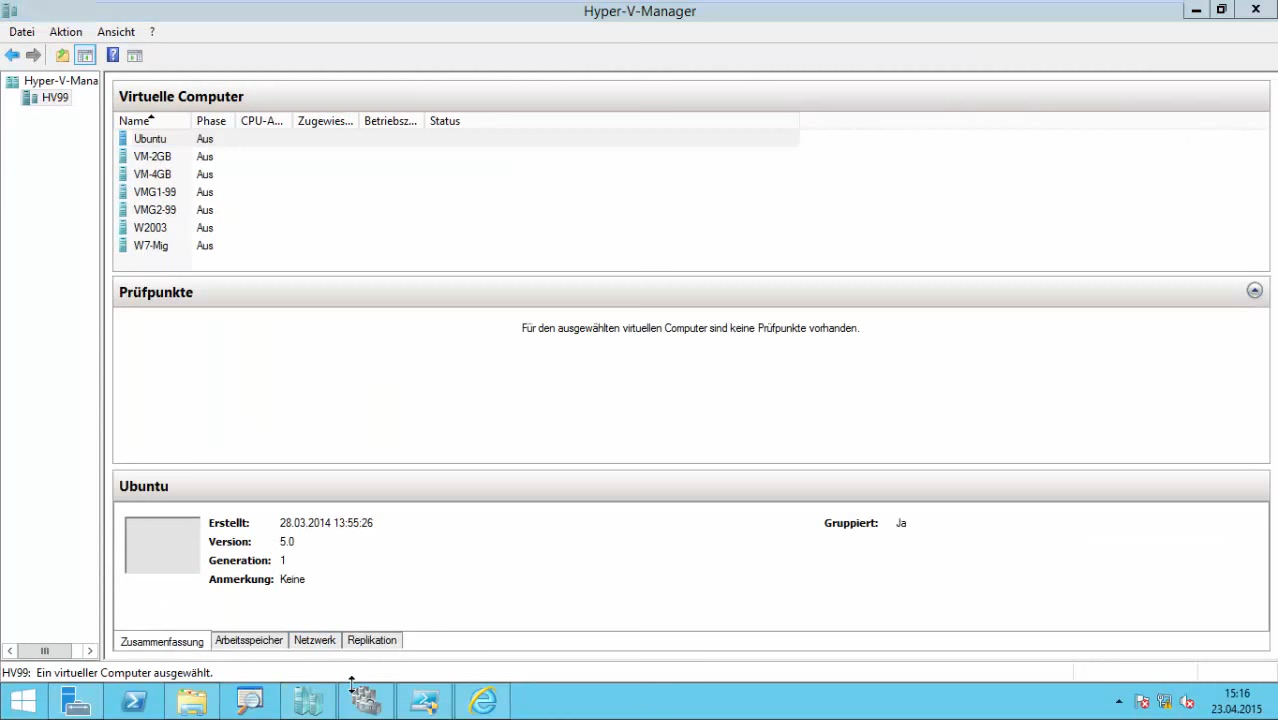 Hyper-V-Manager
Datei Aktion Ansicht ?
Hyper-V-Mana
HV99
Virtuelle Computer
Name Phase CPU-A... Zugewies... Betriebsz... Status
Ubuntu Aus
VM-2GB Aus
VM-4GB Aus
VMG1-99 Aus
VMG2-99 Aus
W2003 Aus
W7-Mig Aus
Prüfpunkte
Für den ausgewählten virtuellen Computer sind keine Prüfpunkte vorhanden.
Ubuntu
Erstellt: 28.03.2014 13:55:26 Gruppiert: Ja
Version: 5.0
Generation: 1
Anmerkung: Keine
Zusammenfassung Arbeitsspeicher Netzwerk Replikation
HV99: Ein virtueller Computer ausgewählt.
15:16
23.04.2015